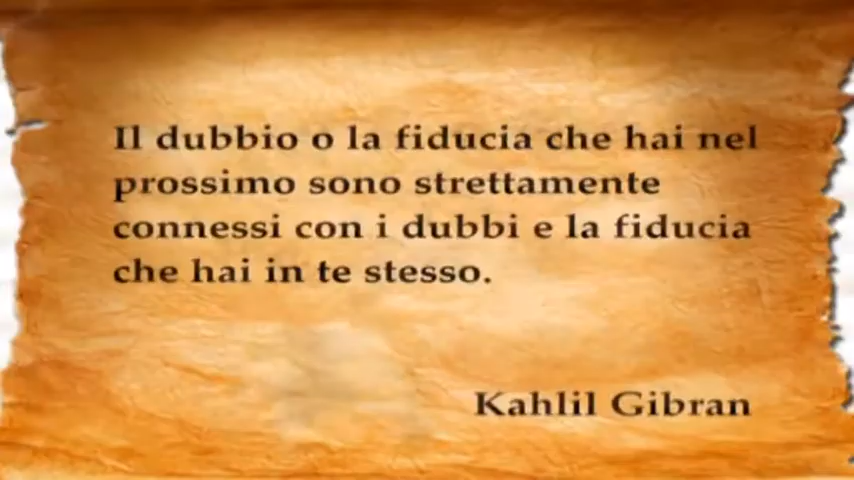 Il dubbio o la fiducia che hai nel
prossimo sono strettamente
connessi con i dubbi e la fiducia
che hai in te stesso.
Kahlil Gibran